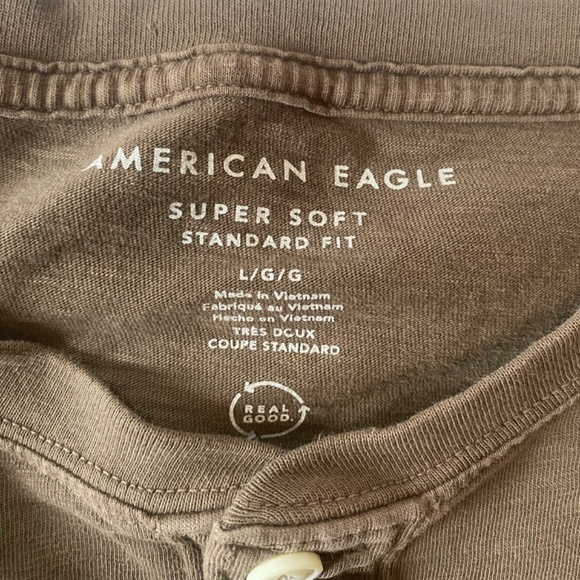 AMERICAN EAGLE
SUPER SOFT
STANDARD FIT
L/G/G
Made in Vietnam
Fabriqué au Vietnam
Hecho en Vietnam
TRÈS DOUX
COUPE STANDARD
REAL
GOOD.